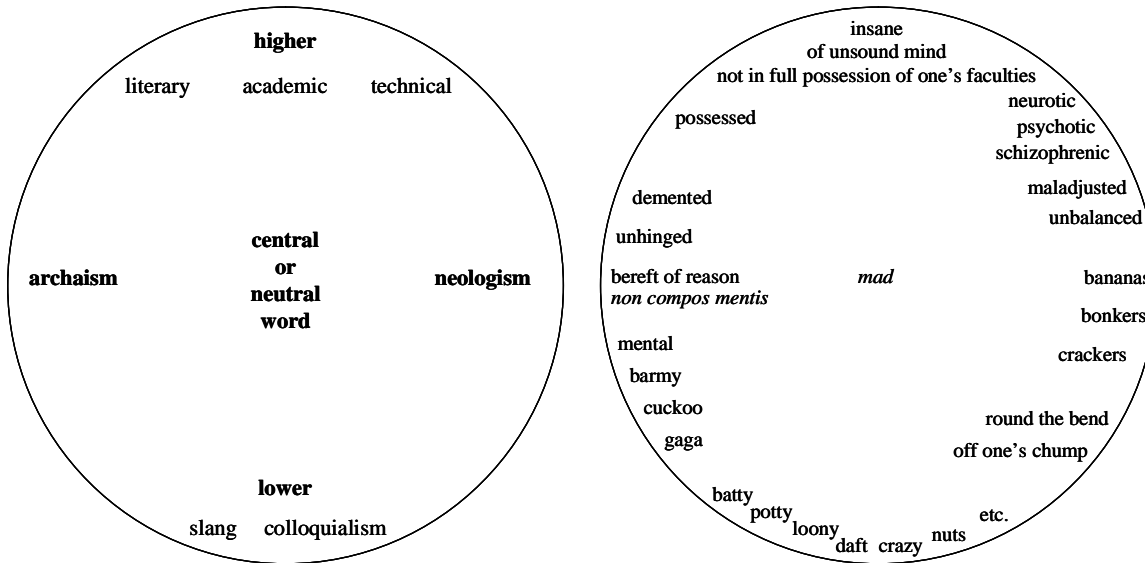 higher
literary academic technical
central
or
neutral
word
archaism
neologism
lower
slang colloquialism
insane
of unsound mind
not in full possession of one’s faculties
possessed
neurotic
psychotic
schizophrenic
demented
maladjusted
unhinged
unbalanced
bereft of reason
non compos mentis
mad
bananas
bonkers
mental
crackers
barmy
cuckoo
gaga
round the bend
off one’s chump
batty
potty
loony
daft crazy
nuts
etc.